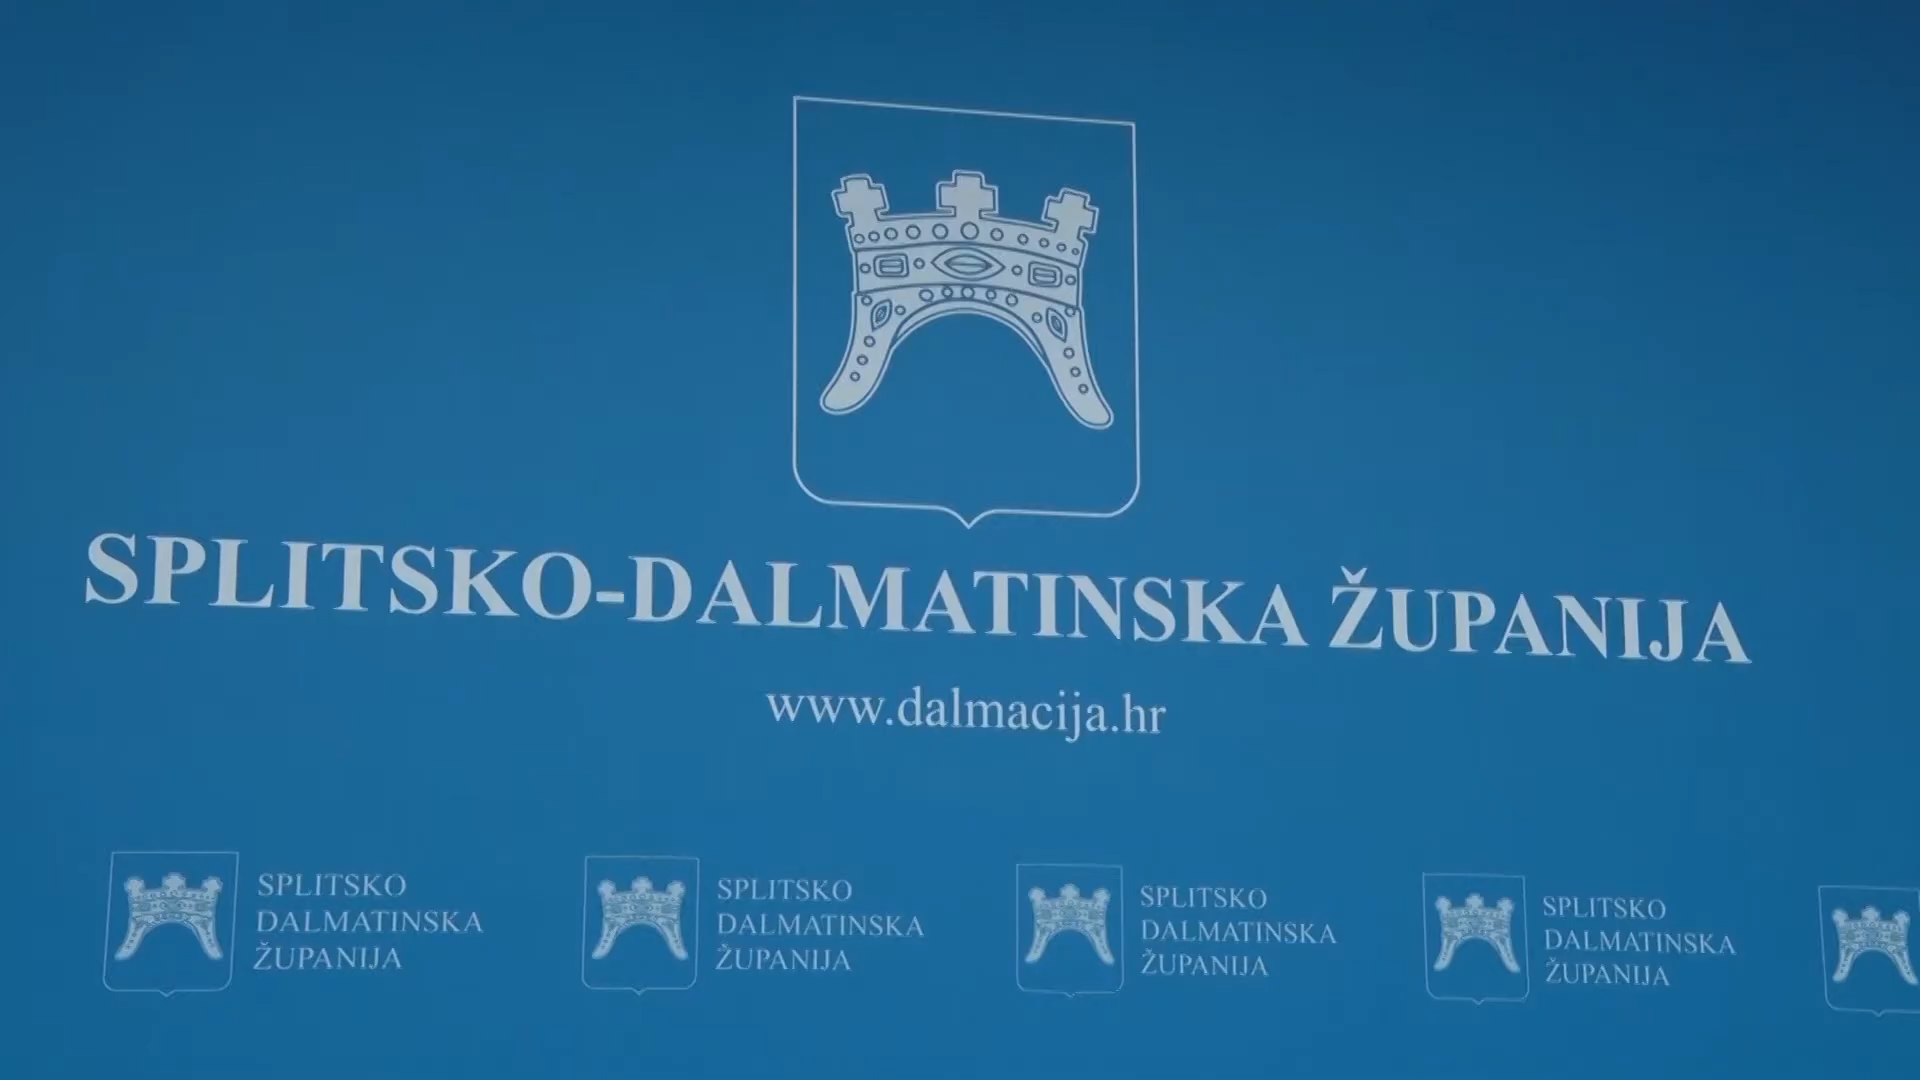 SPLITSKO-DALMATINSKA ŽUPANIJA
www.dalmacija.hr
SPLITSKO
DALMATINSKA
ŽUPANIJA
SPLITSKO
DALMATINSKA
ŽUPANIJA
SPLITSKO
DALMATINSKA
ŽUPANIJA
SPLITSKO
DALMATINSKA
ŽUPANIJA